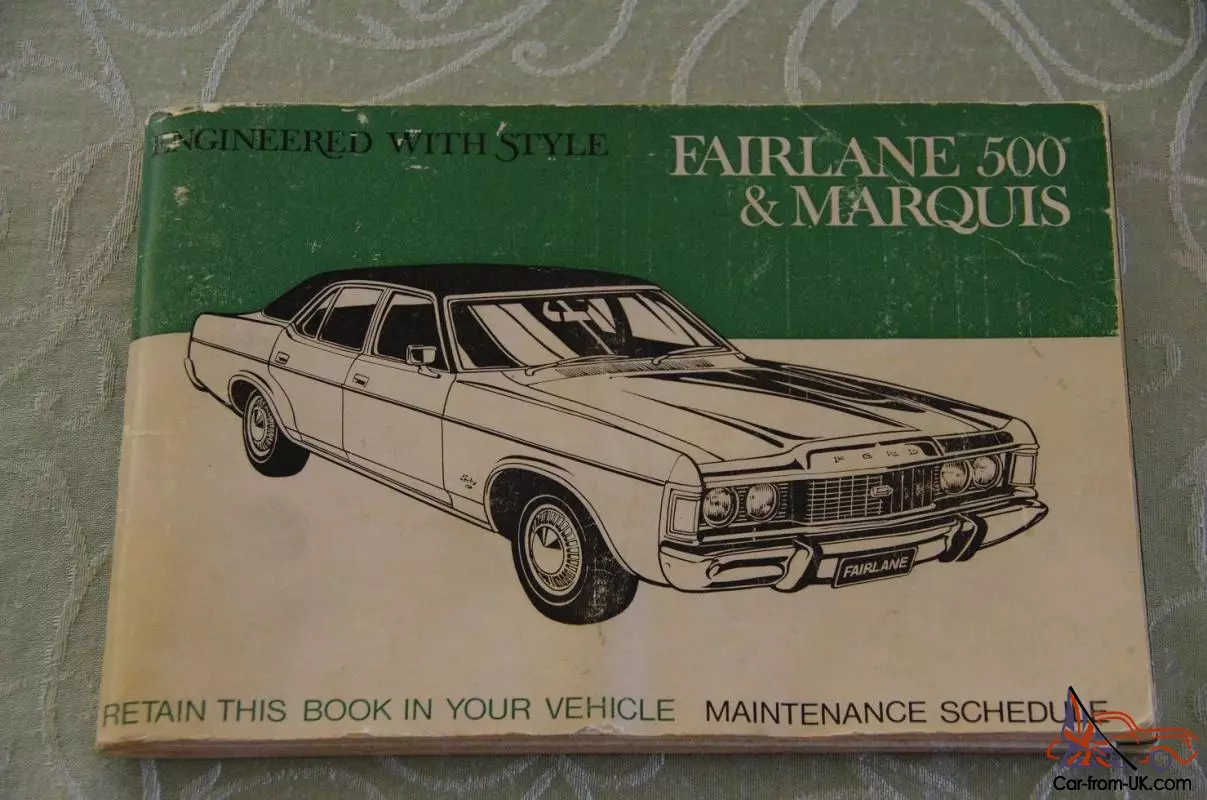 ENGINEERED WITH STYLE
FAIRLANE 500
& MARQUIS
FORD
FAIRLANE
RETAIN THIS BOOK IN YOUR VEHICLE MAINTENANCE SCHEDULE
Car-from-UK.com